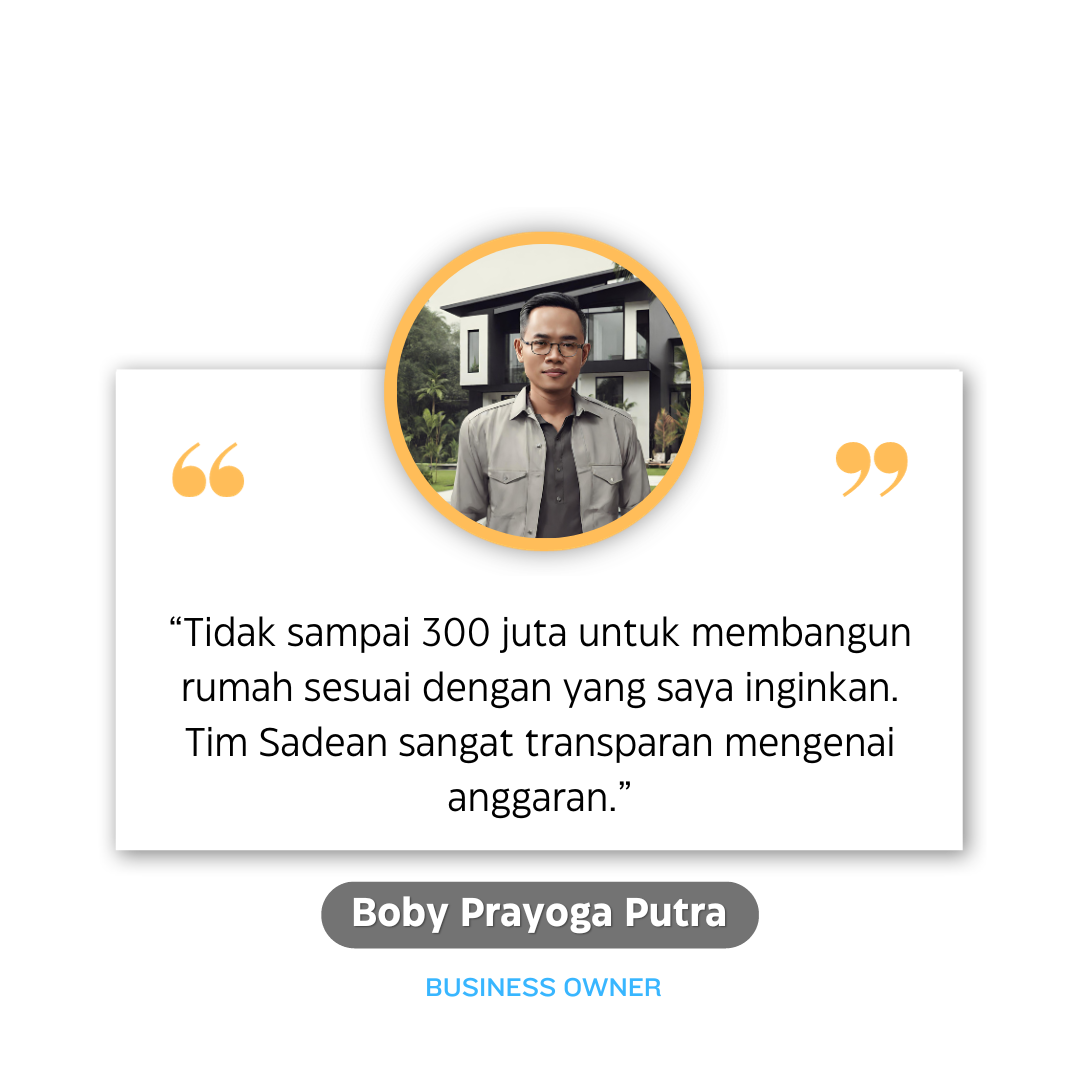 “Tidak sampai 300 juta untuk membangun
rumah sesuai dengan yang saya inginkan.
Tim Sadean sangat transparan mengenai
anggaran.”
Boby Prayoga Putra
BUSINESS OWNER